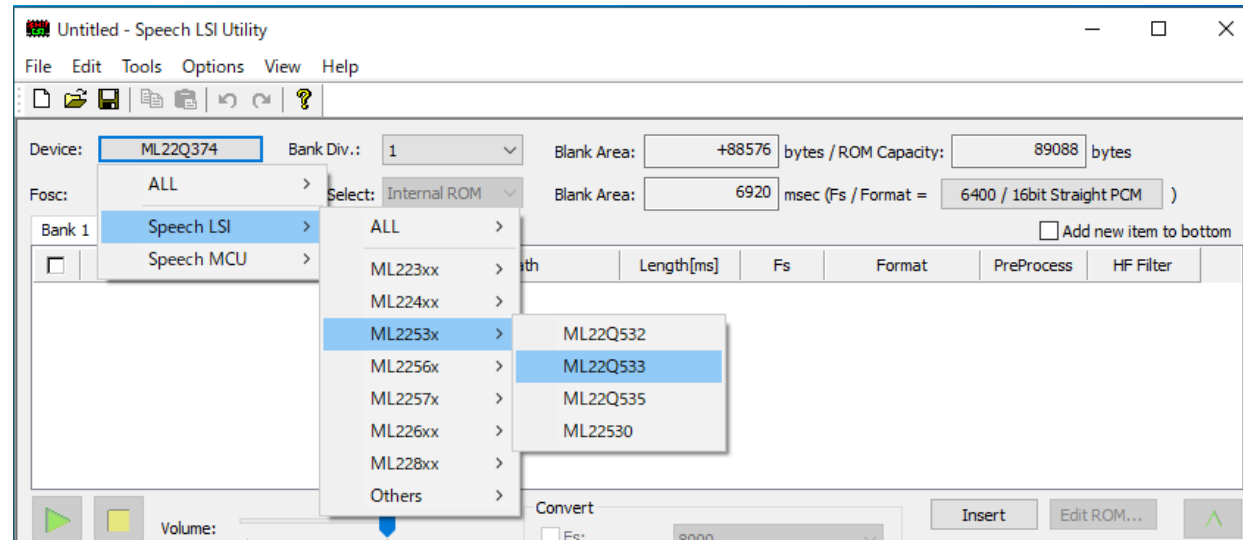 Untitled - Speech LSI Utility
File Edit Tools Options View Help
Device: ML22Q374 Bank Div.: 1 Blank Area: +88576 bytes / ROM Capacity: 89088 bytes
Fosc: Select: Internal ROM Blank Area: 6920 msec (Fs / Format = 6400 / 16bit Straight PCM )
ALL >
Speech LSI >
Speech MCU >
Bank 1 Add new item to bottom
Length[ms] Fs Format PreProcess HF Filter
ALL >
ML223xx >
ML224xx >
ML2253x >
ML2256x >
ML2257x >
ML226xx >
ML228xx >
Others >
ML22Q532
ML22Q533
ML22Q535
ML22530
Volume: Convert Insert Edit ROM...
Fs: 8000